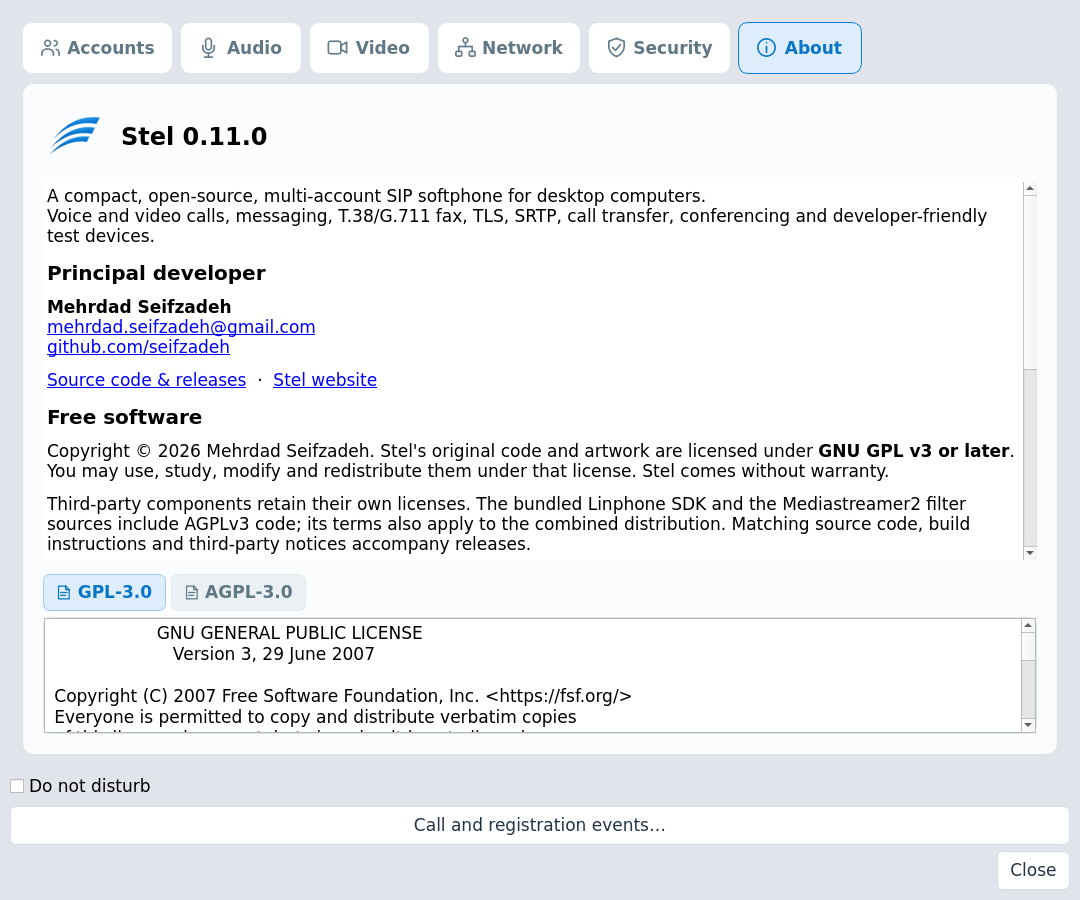 Accounts Audio Video Network Security About
Stel 0.11.0
A compact, open-source, multi-account SIP softphone for desktop computers.
Voice and video calls, messaging, T.38/G.711 fax, TLS, SRTP, call transfer, conferencing and developer-friendly
test devices.
Principal developer
Mehrdad Seifzadeh
mehrdad.seifzadeh@gmail.com
github.com/seifzadeh
Source code & releases · Stel website
Free software
Copyright © 2026 Mehrdad Seifzadeh. Stel's original code and artwork are licensed under GNU GPL v3 or later.
You may use, study, modify and redistribute them under that license. Stel comes without warranty.
Third-party components retain their own licenses. The bundled Linphone SDK and the Mediastreamer2 filter
sources include AGPLv3 code; its terms also apply to the combined distribution. Matching source code, build
instructions and third-party notices accompany releases.
GPL-3.0 AGPL-3.0
GNU GENERAL PUBLIC LICENSE
Version 3, 29 June 2007
Copyright (C) 2007 Free Software Foundation, Inc. <https://fsf.org/>
Everyone is permitted to copy and distribute verbatim copies
Do not disturb
Call and registration events...
Close